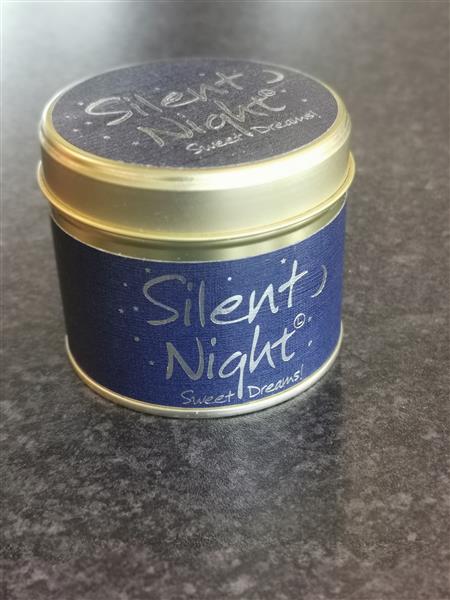 Silent
Night©
Sweet Dreams!
Silent
Night Ⓛ
Sweet Dreams!